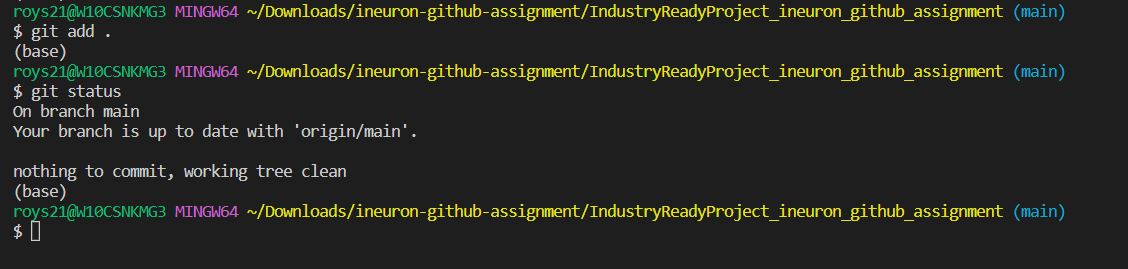 roys21@W10CSNKMG3 MINGW64 ~/Downloads/ineuron-github-assignment/IndustryReadyProject_ineuron_github_assignment (main)
$ git add .
(base)
roys21@W10CSNKMG3 MINGW64 ~/Downloads/ineuron-github-assignment/IndustryReadyProject_ineuron_github_assignment (main)
$ git status
On branch main
Your branch is up to date with 'origin/main'.
nothing to commit, working tree clean
(base)
roys21@W10CSNKMG3 MINGW64 ~/Downloads/ineuron-github-assignment/IndustryReadyProject_ineuron_github_assignment (main)
$